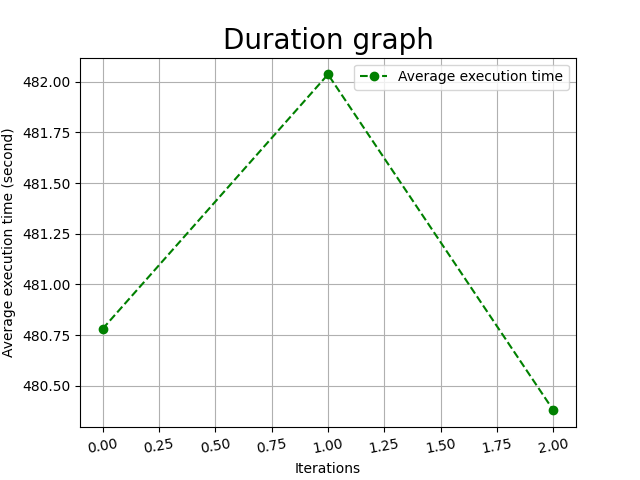 Duration graph
Average execution time
482.00
481.75
481.50
481.25
481.00
480.75
480.50
Average execution time (second)
0.00 0.25 0.50 0.75 1.00 1.25 1.50 1.75 2.00
Iterations